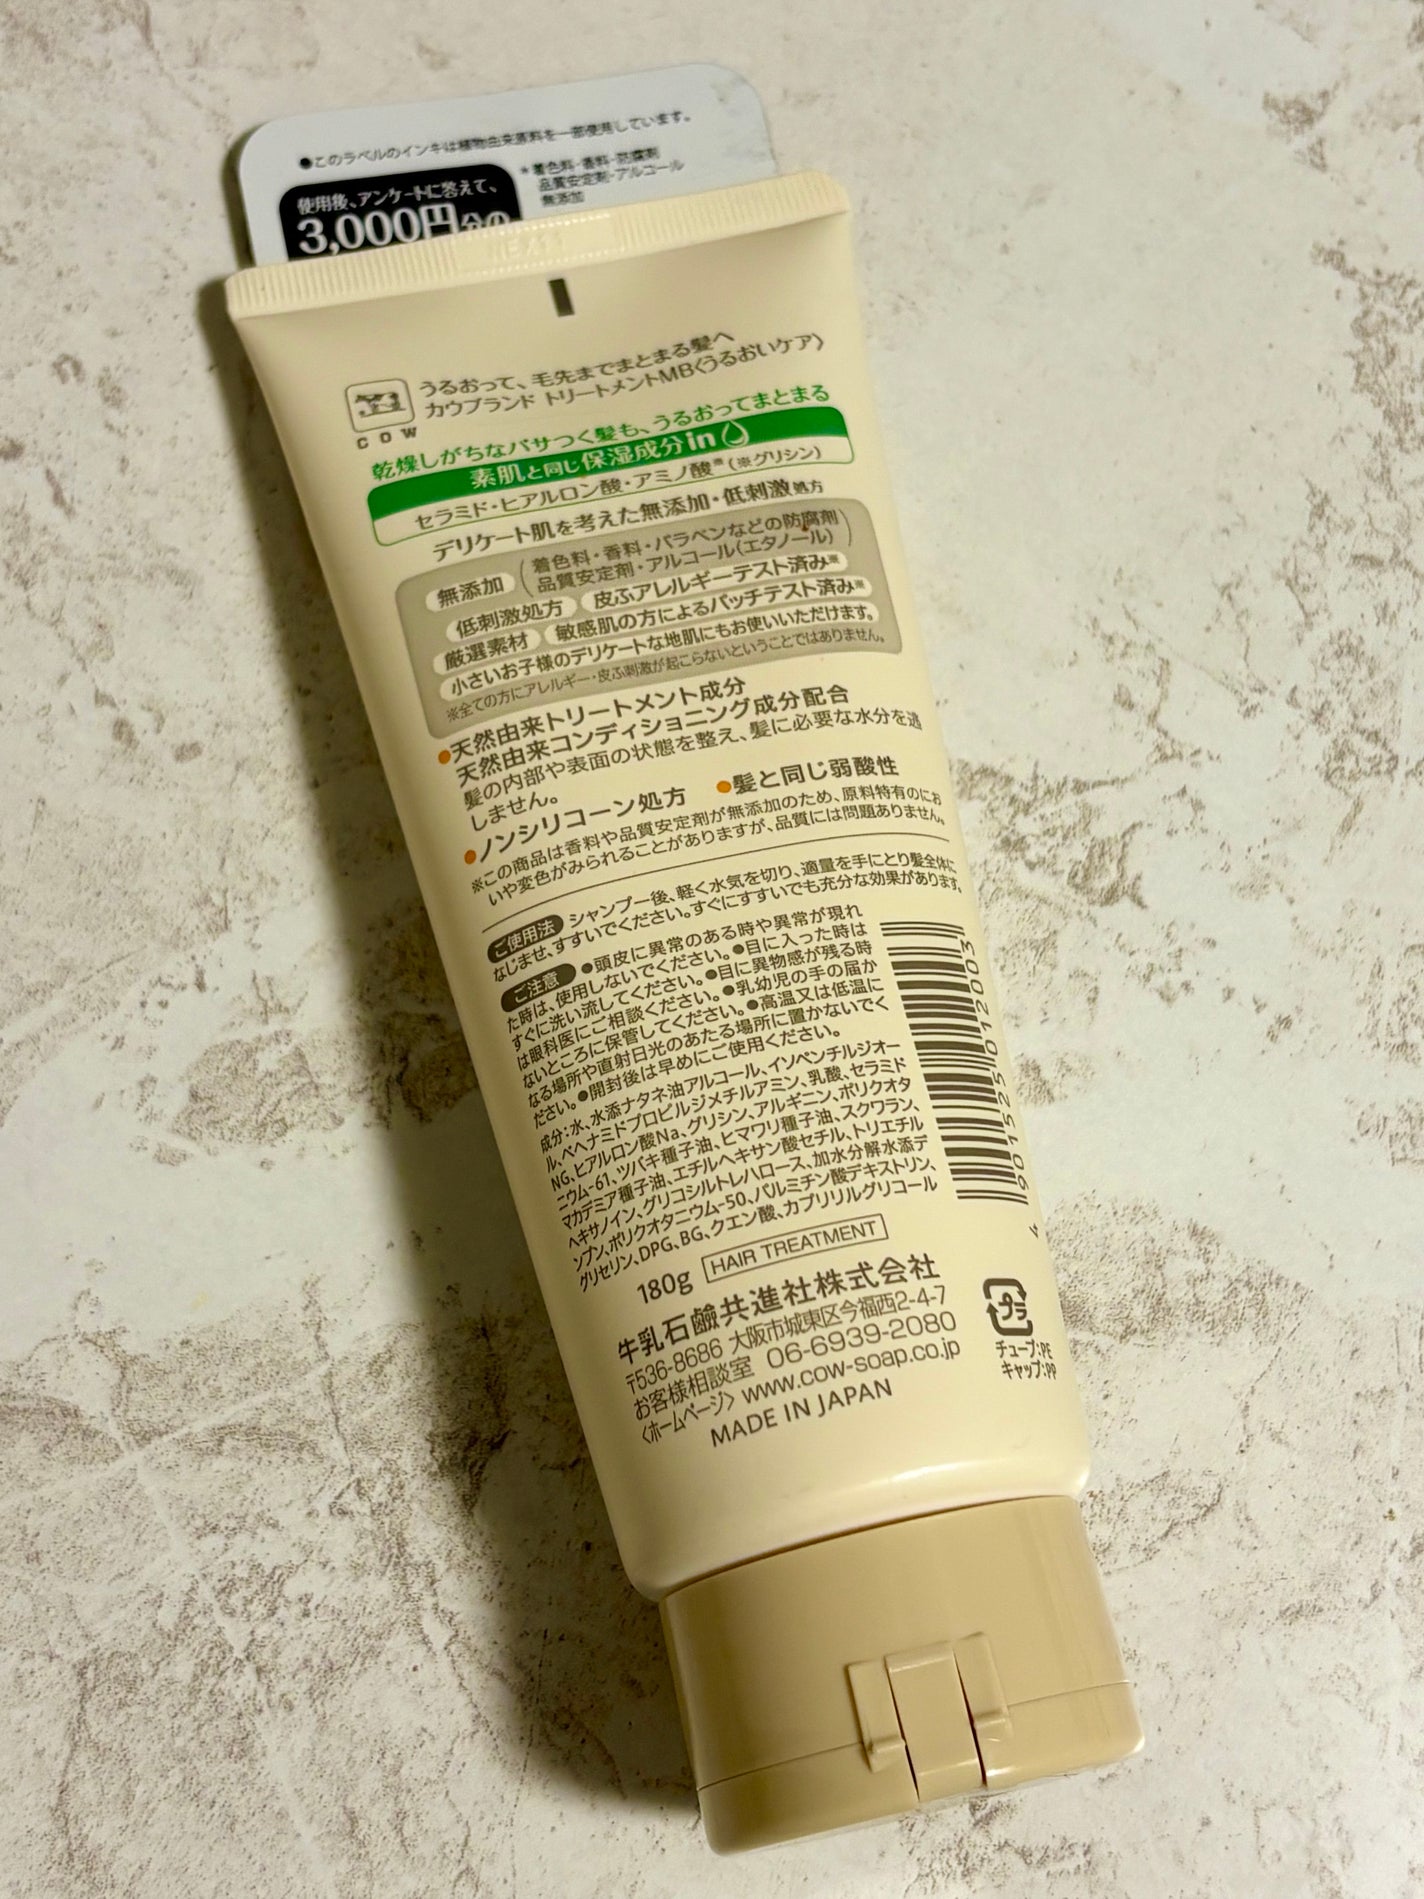 ●このラベルのインキは植物由来原料を一部使用しています。
使用後、アンケートに答えて、
3,000円分の
*着色料・香料・防腐剤
品質安定剤・アルコール
無添加
COW
うるおって、毛先までまとまる髪へ
カウブランド トリートメントMB〈うるおいケア〉
乾燥しがちなパサつく髪も、うるおってまとまる
素肌と同じ保湿成分in
セラミド・ヒアルロン酸・アミノ酸※(※グリシン)
デリケート肌を考えた無添加・低刺激処方
無添加(着色料・香料・パラベンなどの防腐剤
品質安定剤・アルコール(エタノール))
低刺激処方 皮ふアレルギーテスト済み※
厳選素材 敏感肌の方によるパッチテスト済み※
小さいお子様のデリケートな地肌にもお使いいただけます。
※全ての方にアレルギー・皮ふ刺激が起こらないということではありません。
●天然由来トリートメント成分
天然由来コンディショニング成分配合
髪の内部や表面の状態を整え、髪に必要な水分を逃
しません。
●ノンシリコーン処方 ●髪と同じ弱酸性
※この商品は香料や品質安定剤が無添加のため、原料特有のにお
いや変色がみられることがありますが、品質には問題ありません。
ご使用法 シャンプー後、軽く水気を切り、適量を手にとり髪全体に
なじませ、すすいでください。すぐにすすいでも充分な効果があります。
ご注意 ●頭皮に異常のある時や異常が現れ
た時は、使用しないでください。●目に入った時は
すぐに洗い流してください。●目に異物感が残る時
は眼科医にご相談ください。●乳幼児の手の届か
ないところに保管してください。●高温又は低温に
なる場所や直射日光のあたる場所に置かないでく
ださい。●開封後は早めにご使用ください。
成分:水、水添ナタネ油アルコール、イソペンチルジオー
ル、ベヘナミドプロピルジメチルアミン、乳酸、セラミド
NG、ヒアルロン酸Na、グリシン、アルギニン、ポリクオタ
ニウム-61、ツバキ種子油、ヒマワリ種子油、スクワラン、
マカデミア種子油、エチルヘキサン酸セチル、トリエチル
ヘキサノイン、グリコシルトレハロース、加水分解水添デ
ンプン、ポリクオタニウム-50、パルミチン酸デキストリン、
グリセリン、DPG、BG、クエン酸、カプリリルグリコール
4 901525 012003
180g HAIR TREATMENT
牛乳石鹼共進社株式会社
〒536-8686 大阪市城東区今福西2-4-7
お客様相談室 06-6939-2080
〈ホームページ〉 www.cow-soap.co.jp
MADE IN JAPAN
プラ
チューブ:PE
キャップ:PP